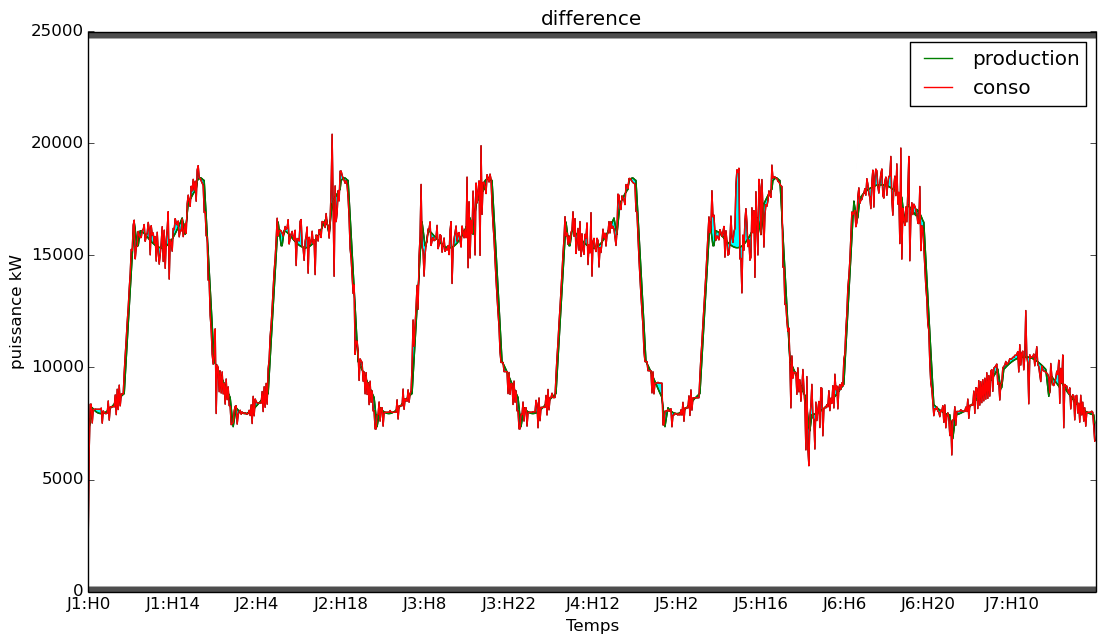 difference
25000
20000
15000
10000
5000
0
puissance kW
production
conso
J1:H0 J1:H14 J2:H4 J2:H18 J3:H8 J3:H22 J4:H12 J5:H2 J5:H16 J6:H6 J6:H20 J7:H10
Temps